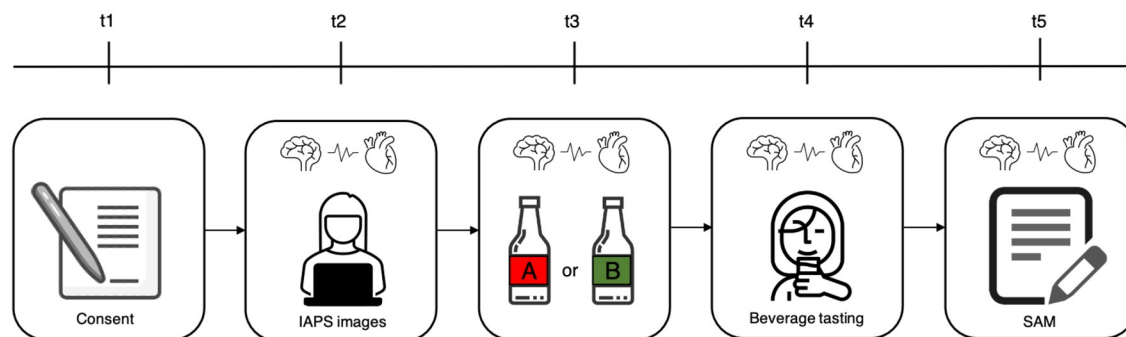 t1
t2
t3
t4
t5
Consent
IAPS images
A or B
Beverage tasting
SAM